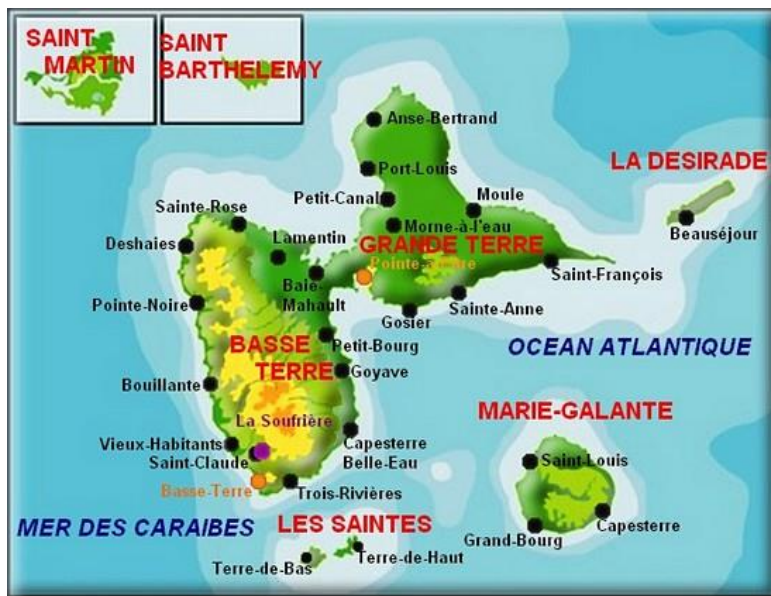 SAINT
MARTIN
SAINT
BARTHELEMY
Anse-Bertrand
Port-Louis
LA DESIRADE
Petit-Canal
Moule
Sainte-Rose
Morne-à-l'eau
Beauséjour
Deshaies
Lamentin
GRANDE TERRE
Pointe-à-Pitre
Saint-François
Baie-
Mahault
Pointe-Noire
Sainte-Anne
Gosier
BASSE
TERRE
Petit-Bourg
OCEAN ATLANTIQUE
Goyave
Bouillante
MARIE-GALANTE
La Soufrière
Vieux-Habitants
Capesterre
Belle-Eau
Saint-Claude
Saint-Louis
Basse-Terre
Trois-Rivières
MER DES CARAIBES
LES SAINTES
Capesterre
Grand-Bourg
Terre-de-Haut
Terre-de-Bas